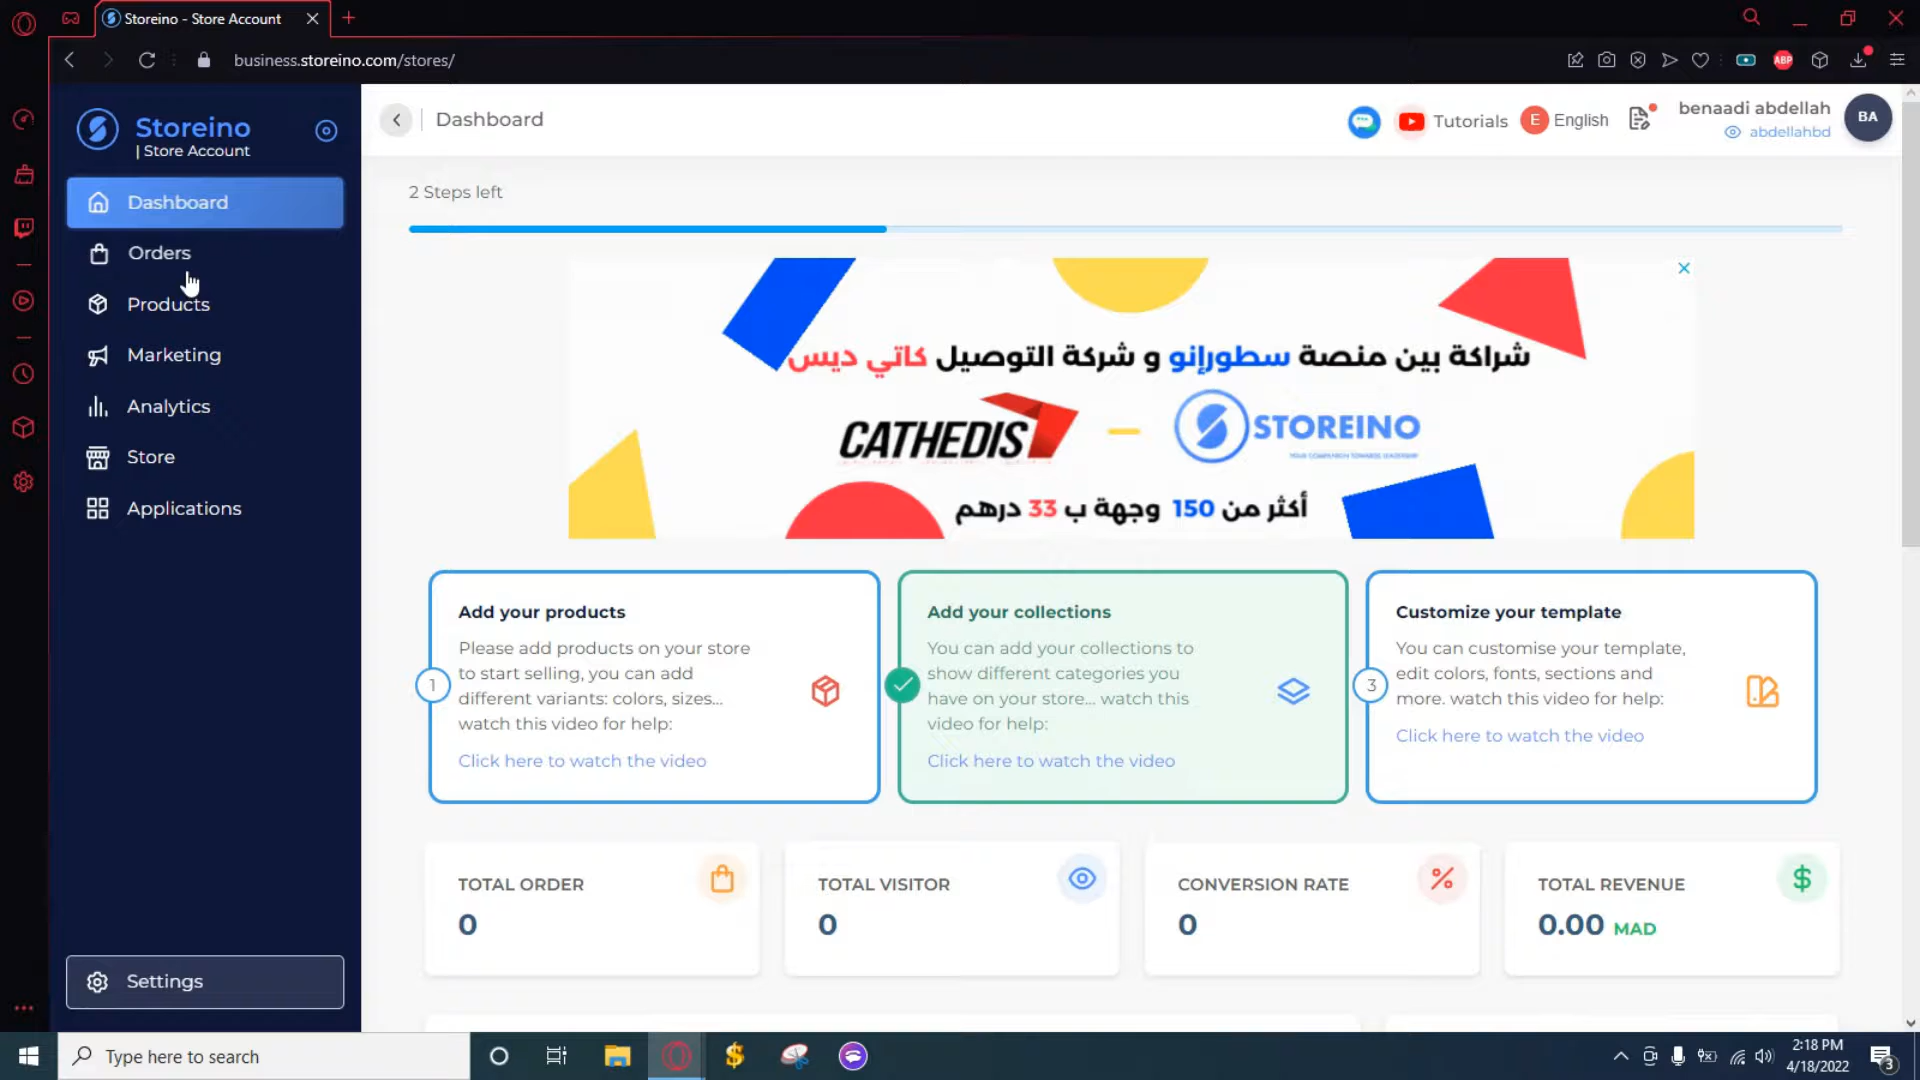 Storeino - Store Account
business.storeino.com/stores/
ABP
Storeino
| Store Account
Dashboard
Orders
Products
Marketing
Analytics
Store
Applications
Settings
Dashboard
Tutorials
E English
benaadi abdellah
abdellahbd
BA
2 Steps left
شراكة بين منصة سطورإنو و شركة التوصيل كاتي ديس
CATHEDIS
STOREINO
YOUR COMPANION TOWARDS LEADERSHIP
أكثر من 150 وجهة ب 33 درهم
1
Add your products
Please add products on your store
to start selling, you can add
different variants: colors, sizes...
watch this video for help:
Click here to watch the video
Add your collections
You can add your collections to
show different categories you
have on your store... watch this
video for help:
Click here to watch the video
3
Customize your template
You can customise your template,
edit colors, fonts, sections and
more. watch this video for help:
Click here to watch the video
TOTAL ORDER
0
TOTAL VISITOR
0
CONVERSION RATE
0
TOTAL REVENUE
0.00 MAD
Type here to search
2:18 PM
4/18/2022
3